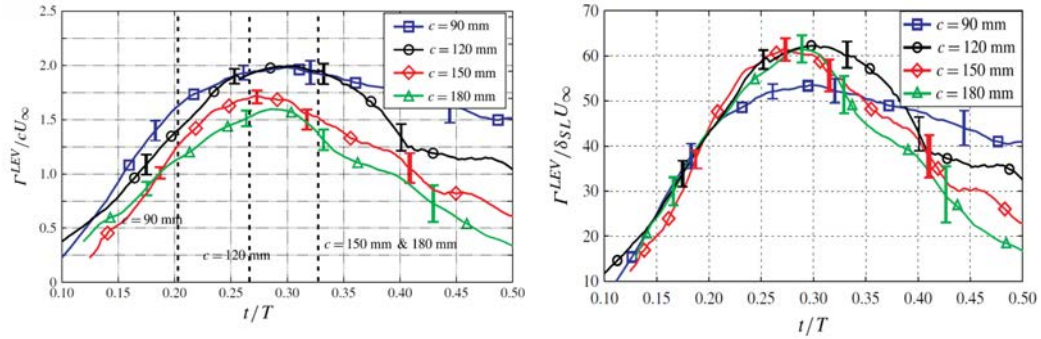 2.5
2.0
1.5
1.0
0.5
0
Γ^LEV/cU∞
c = 90 mm
c = 120 mm
c = 150 mm
c = 180 mm
c = 90 mm
c = 120 mm
c = 150 mm & 180 mm
0.10 0.15 0.20 0.25 0.30 0.35 0.40 0.45 0.50
t/T
70
60
50
40
30
20
10
Γ^LEV/δ_SL U∞
c = 90 mm
c = 120 mm
c = 150 mm
c = 180 mm
0.10 0.15 0.20 0.25 0.30 0.35 0.40 0.45 0.50
t/T